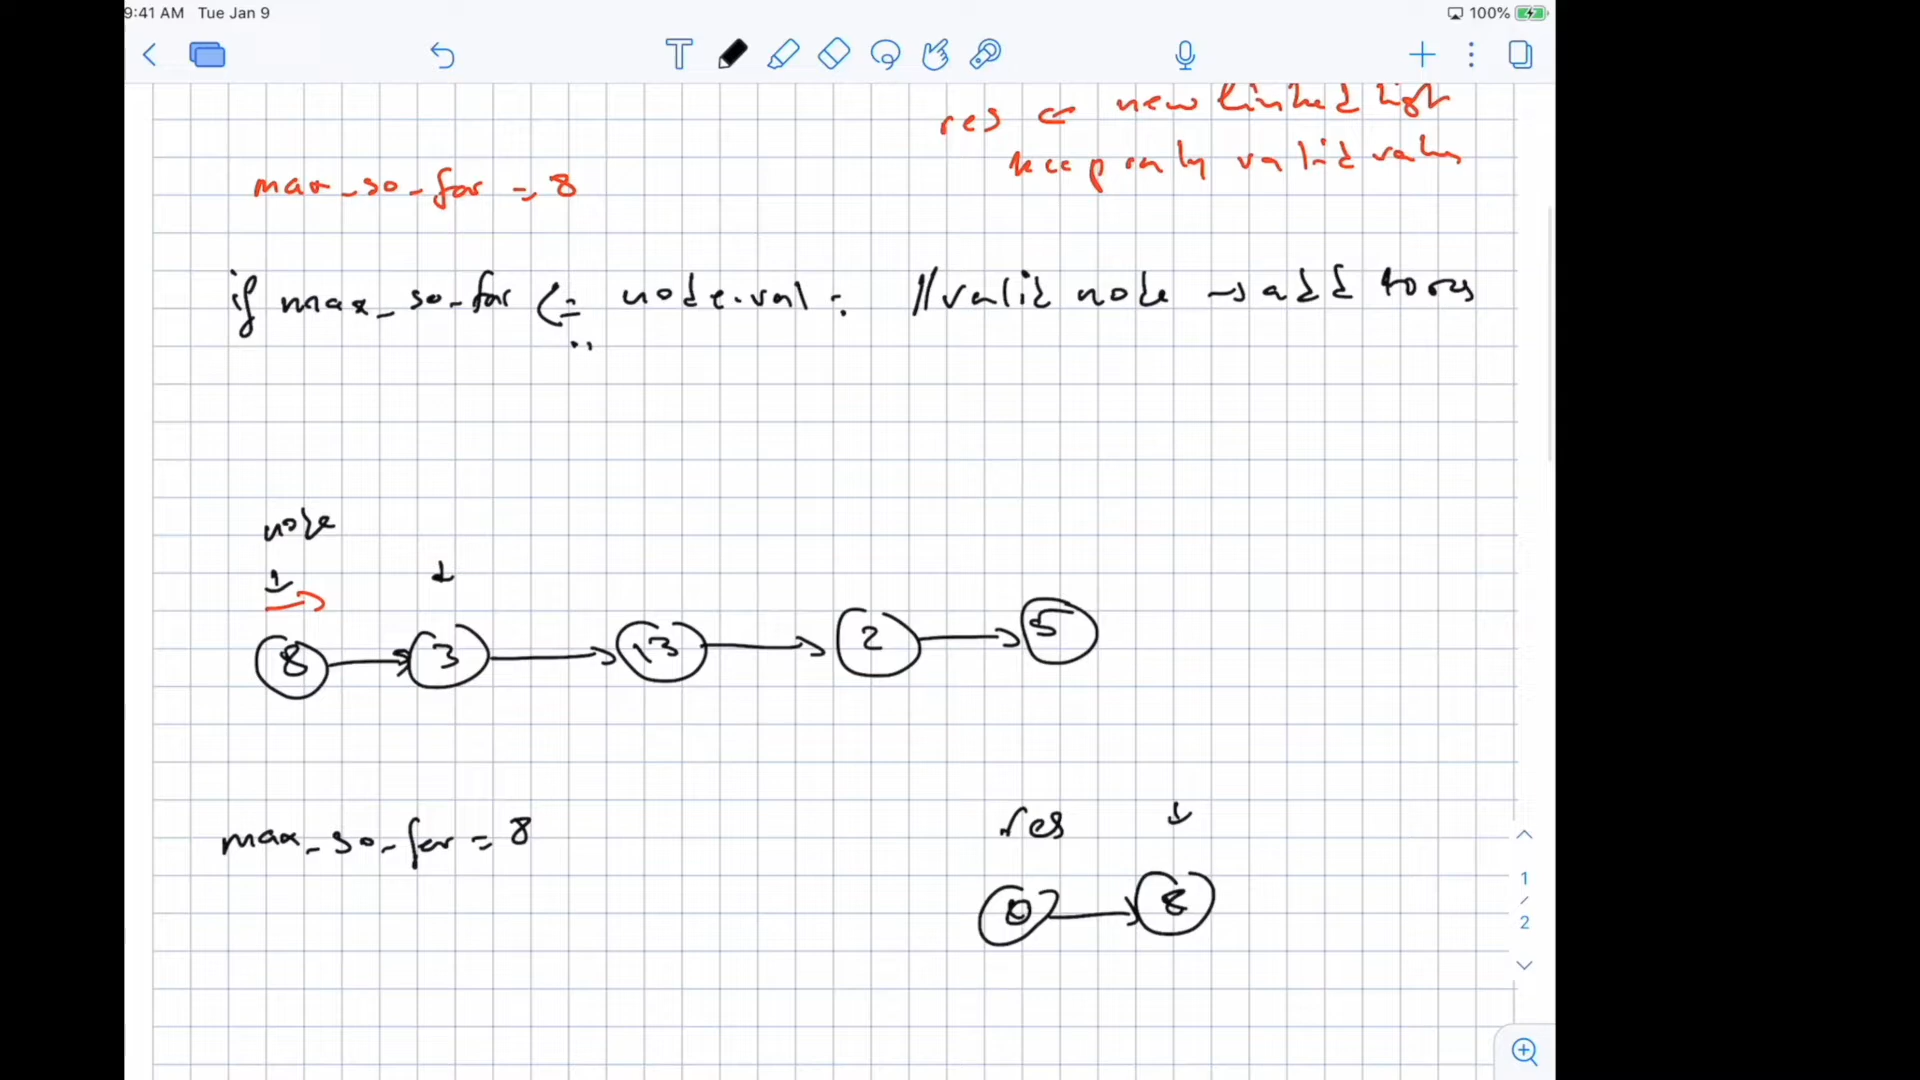 9:41 AM Tue Jan 9
100%
res ← new linked list
keep only valid values
max_so_far = 8
if max_so_far <= node.val : // valid node → add to res
node
8 3 13 2 5
max_so_far = 8
res
0 8
1
2